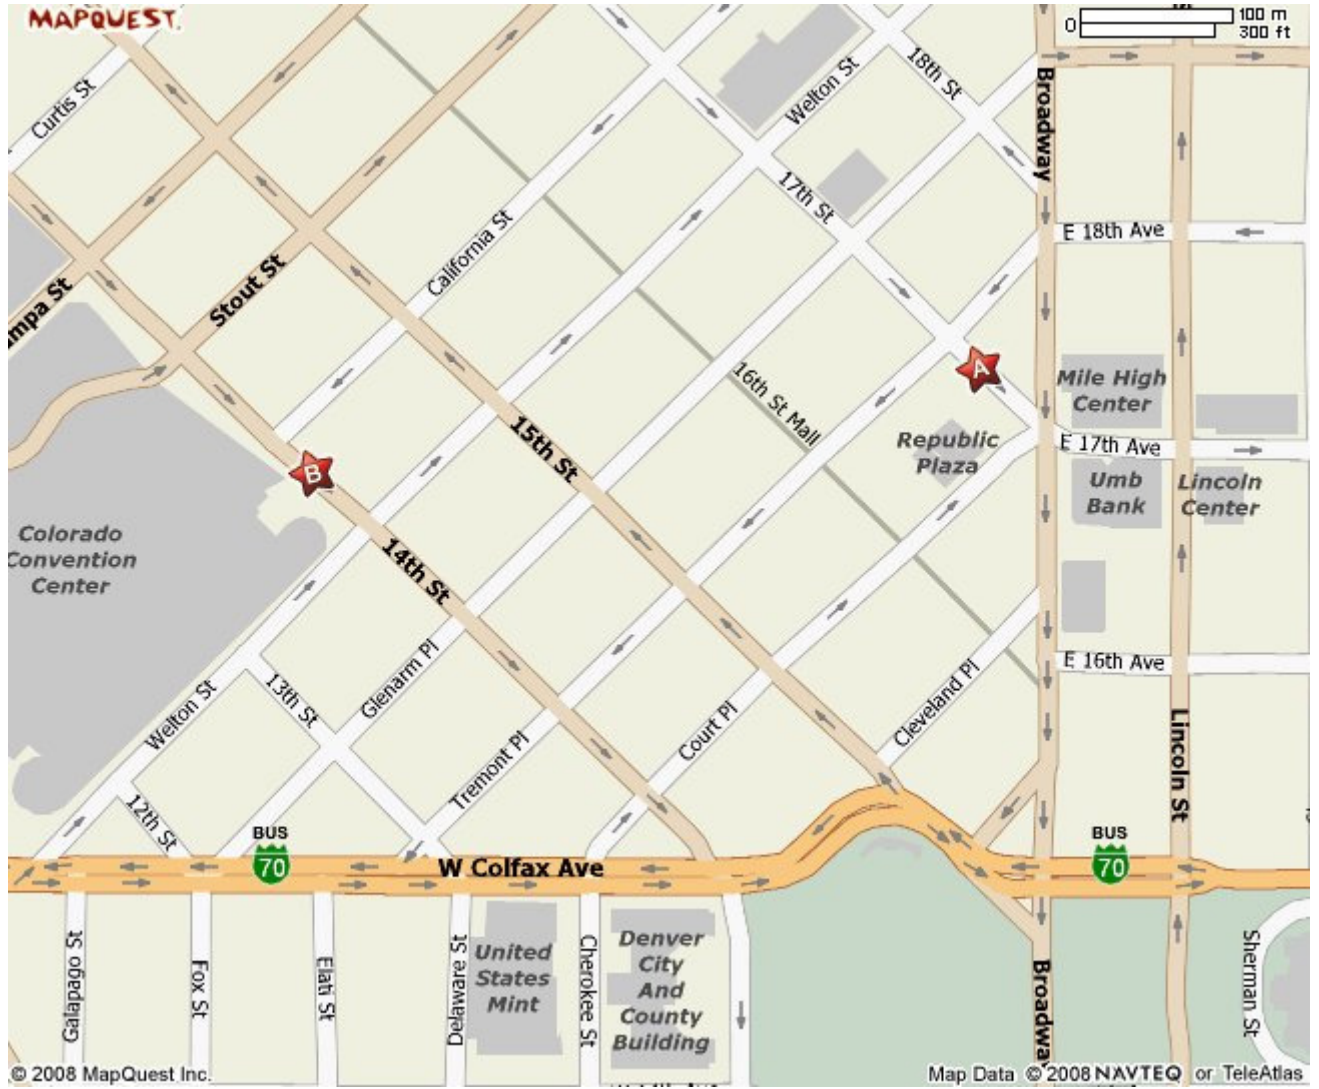 MAPQUEST.
0
100 m
300 ft
Curtis St
Welton St
18th St
Broadway
17th St
E 18th Ave
California St
Stout St
mpa St
A
16th St Mall
Mile High
Center
Republic
Plaza
E 17th Ave
15th St
Umb
Bank
Lincoln
Center
B
Colorado
Convention
Center
14th St
Glenarm Pl
E 16th Ave
13th St
Welton St
Cleveland Pl
Court Pl
Tremont Pl
Lincoln St
12th St
BUS
70
W Colfax Ave
BUS
70
Galapago St
Fox St
Elati St
Delaware St
United
States
Mint
Cherokee St
Denver
City
And
County
Building
Broadwa
Sherman St
© 2008 MapQuest Inc.
Map Data © 2008 NAVTEQ or TeleAtlas